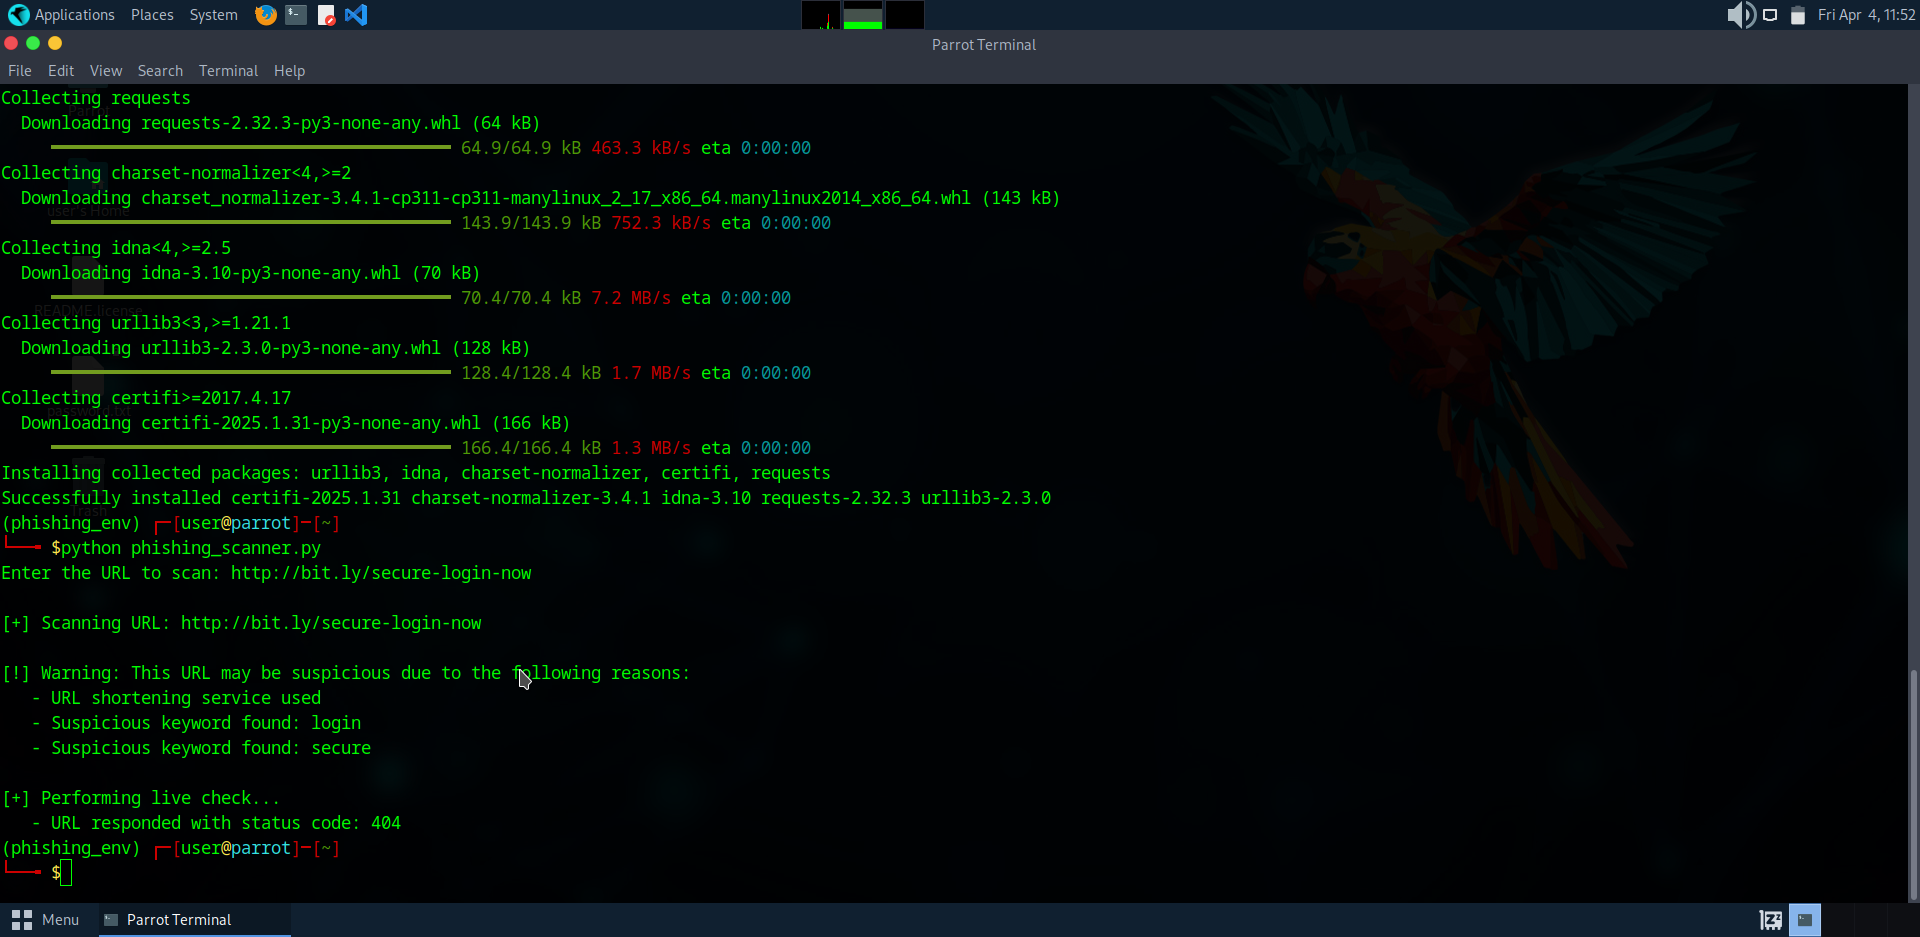 Applications Places System Fri Apr 4, 11:52
Parrot Terminal
File Edit View Search Terminal Help
Collecting requests
Downloading requests-2.32.3-py3-none-any.whl (64 kB)
64.9/64.9 kB 463.3 kB/s eta 0:00:00
Collecting charset-normalizer<4,>=2
Downloading charset_normalizer-3.4.1-cp311-cp311-manylinux_2_17_x86_64.manylinux2014_x86_64.whl (143 kB)
user's Home
143.9/143.9 kB 752.3 kB/s eta 0:00:00
Collecting idna<4,>=2.5
Downloading idna-3.10-py3-none-any.whl (70 kB)
70.4/70.4 kB 7.2 MB/s eta 0:00:00
README.license
Collecting urllib3<3,>=1.21.1
Downloading urllib3-2.3.0-py3-none-any.whl (128 kB)
128.4/128.4 kB 1.7 MB/s eta 0:00:00
Collecting certifi>=2017.4.17
Downloading certifi-2025.1.31-py3-none-any.whl (166 kB)
166.4/166.4 kB 1.3 MB/s eta 0:00:00
Installing collected packages: urllib3, idna, charset-normalizer, certifi, requests
Successfully installed certifi-2025.1.31 charset-normalizer-3.4.1 idna-3.10 requests-2.32.3 urllib3-2.3.0
Trash
(phishing_env) ┌─[user@parrot]─[~]
└──╼ $python phishing_scanner.py
Enter the URL to scan: http://bit.ly/secure-login-now
[+] Scanning URL: http://bit.ly/secure-login-now
[!] Warning: This URL may be suspicious due to the following reasons:
- URL shortening service used
- Suspicious keyword found: login
- Suspicious keyword found: secure
[+] Performing live check...
- URL responded with status code: 404
(phishing_env) ┌─[user@parrot]─[~]
└──╼ $
Menu Parrot Terminal